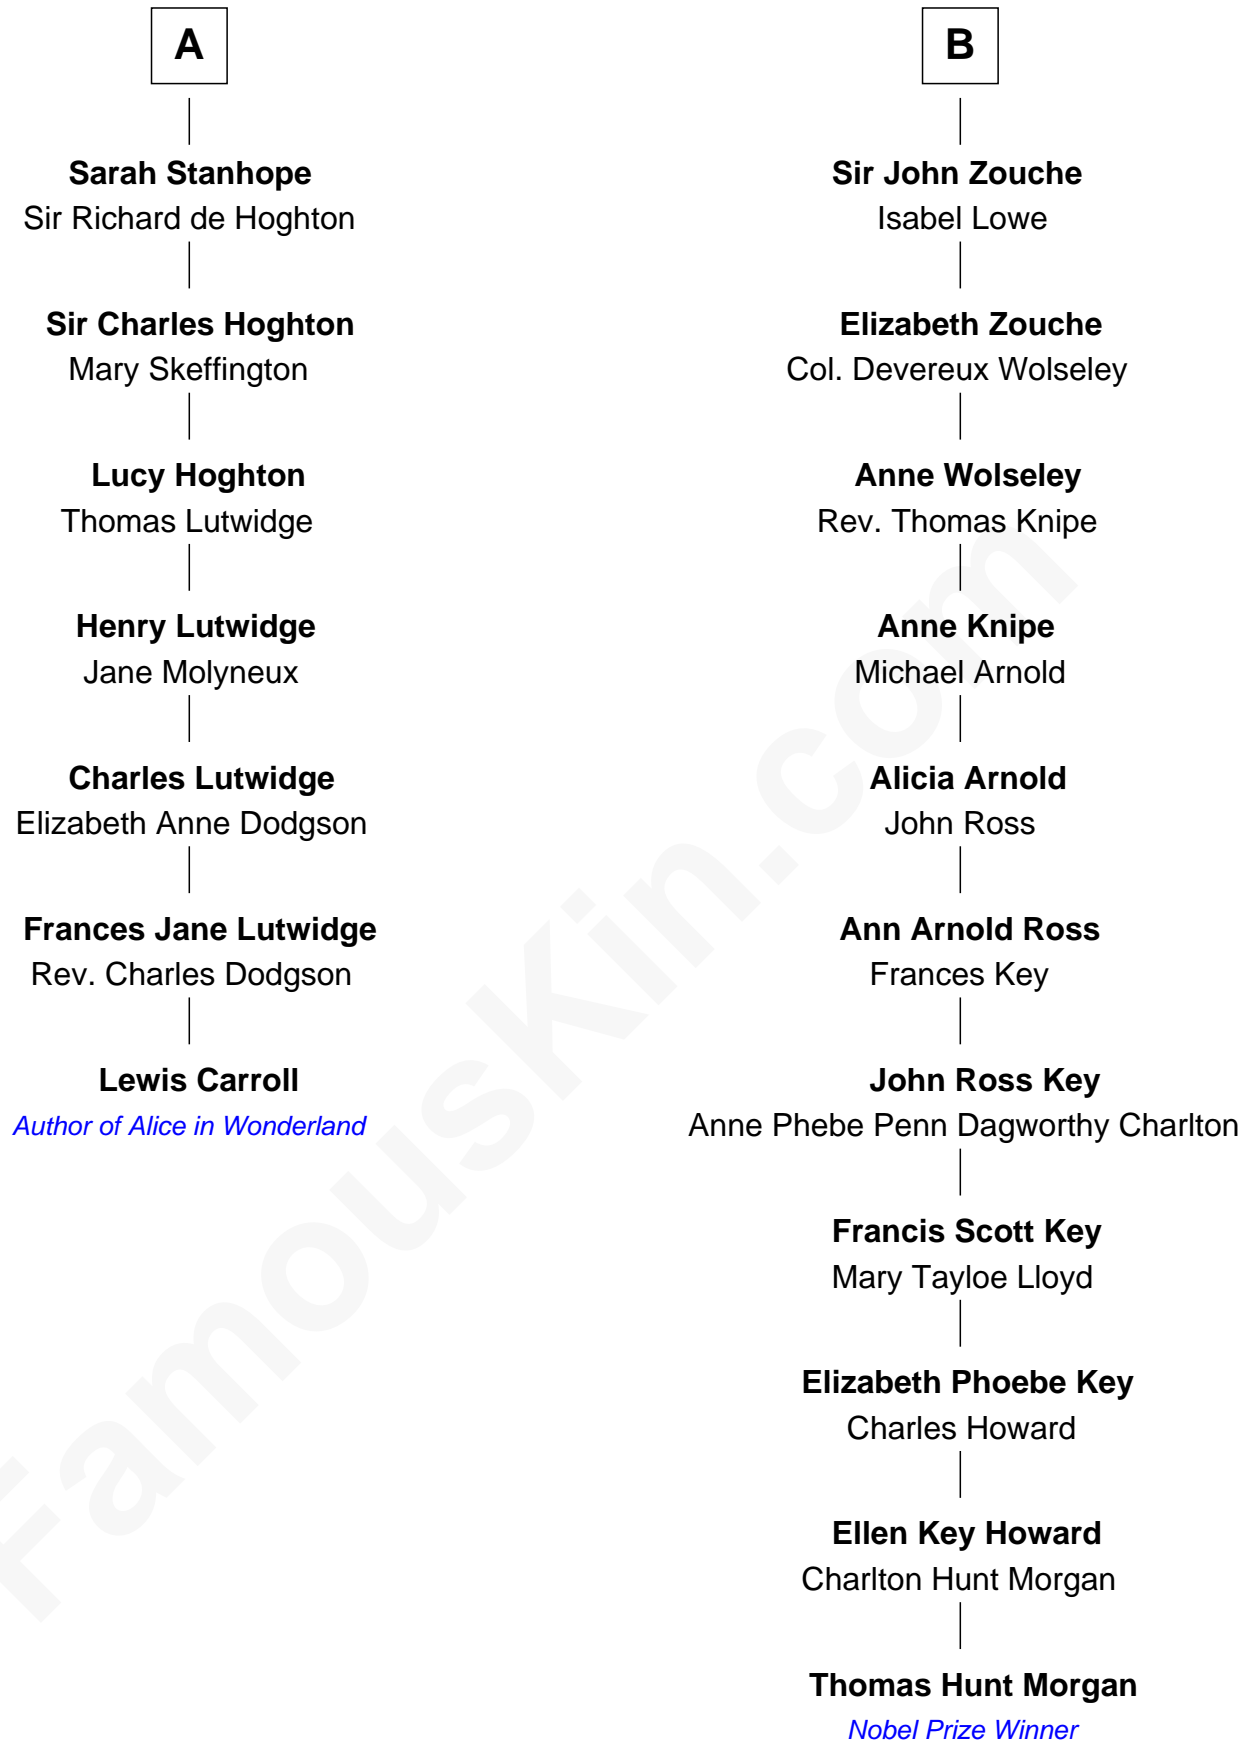 A
Sarah Stanhope
Sir Richard de Hoghton
Sir Charles Hoghton
Mary Skeffington
Lucy Hoghton
Thomas Lutwidge
Henry Lutwidge
Jane Molyneux
Charles Lutwidge
Elizabeth Anne Dodgson
Frances Jane Lutwidge
Rev. Charles Dodgson
Lewis Carroll
Author of Alice in Wonderland
B
Sir John Zouche
Isabel Lowe
Elizabeth Zouche
Col. Devereux Wolseley
Anne Wolseley
Rev. Thomas Knipe
Anne Knipe
Michael Arnold
Alicia Arnold
John Ross
Ann Arnold Ross
Frances Key
John Ross Key
Anne Phebe Penn Dagworthy Charlton
Francis Scott Key
Mary Tayloe Lloyd
Elizabeth Phoebe Key
Charles Howard
Ellen Key Howard
Charlton Hunt Morgan
Thomas Hunt Morgan
Nobel Prize Winner
FamousKin.com